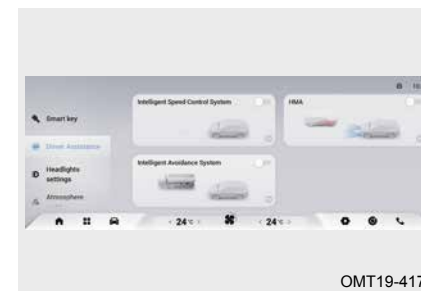 Intelligent Speed Control System
HMA
Smart key
Driver Assistance
Intelligent Avoidance System
Headlights
settings
Atmosphere
24°C
24°C
OMT19-417